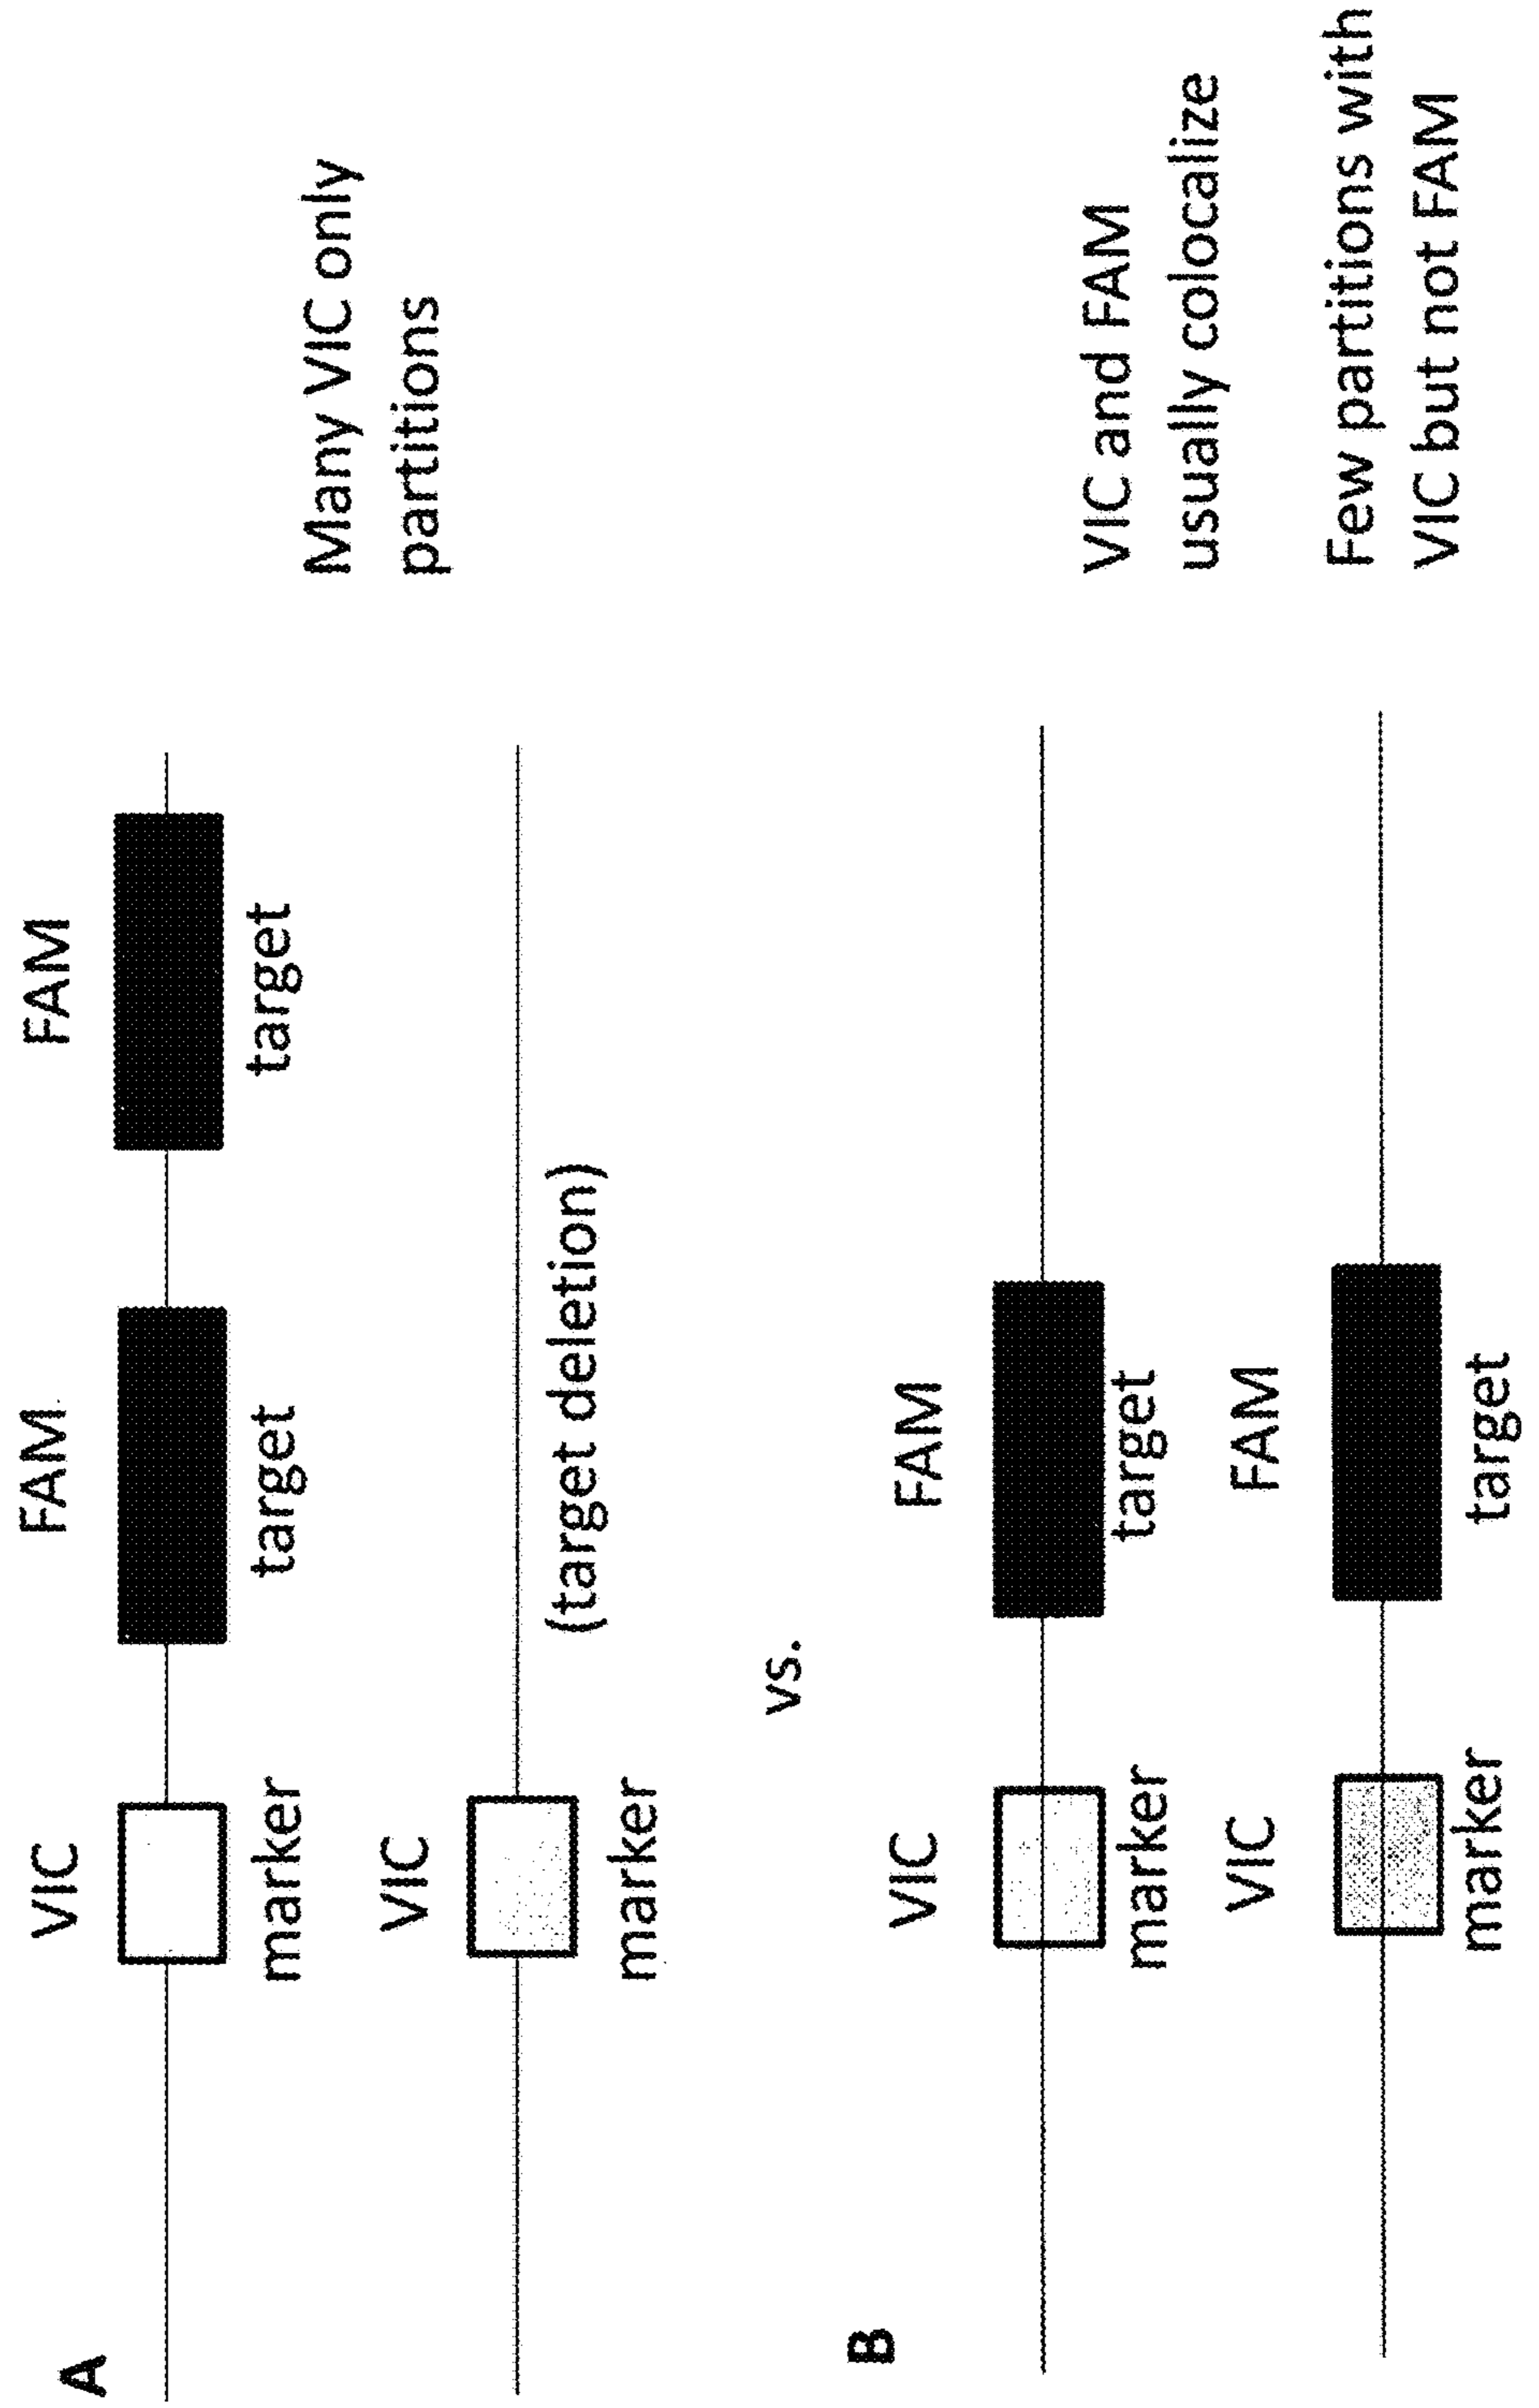 A
VIC FAM FAM
marker target target
Many VIC only
partitions
VIC
marker (target deletion)
vs.
B
VIC FAM
marker target
VIC and FAM
usually colocalize
VIC FAM
marker target
Few partitions with
VIC but not FAM